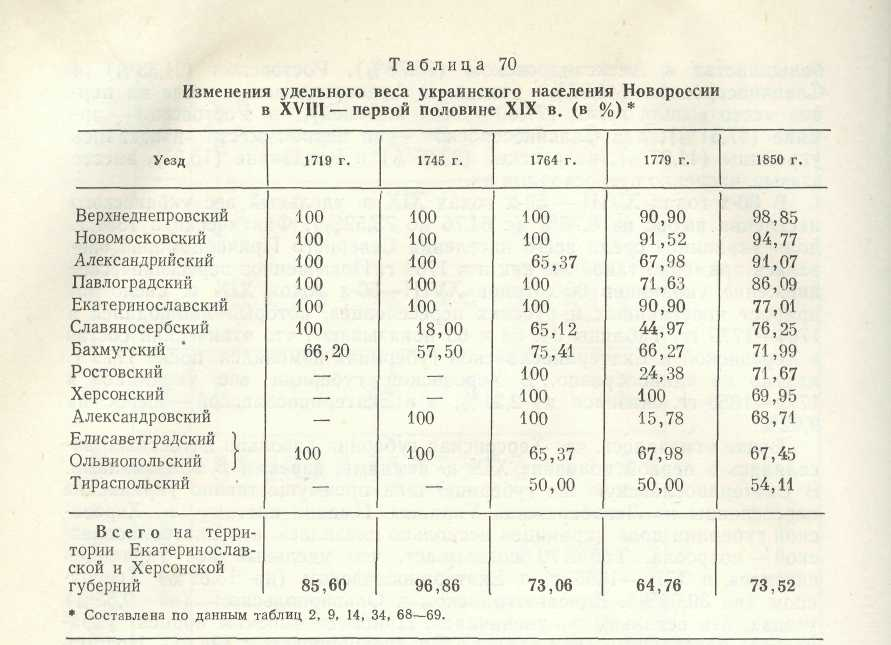 Таблица 70
Изменения удельного веса украинского населения Новороссии
в XVIII — первой половине XIX в. (в %) *
Уезд 1719 г. 1745 г. 1764 г. 1779 г. 1850 г.
Верхнеднепровский 100 100 100 90,90 98,85
Новомосковский 100 100 100 91,52 94,77
Александрийский 100 100 65,37 67,98 91,07
Павлоградский 100 100 100 71,63 86,09
Екатеринославский 100 100 100 90,90 77,01
Славяносербский 100 18,00 65,12 44,97 76,25
Бахмутский 66,20 57,50 75,41 66,27 71,99
Ростовский — — 100 24,38 71,67
Херсонский — — 100 100 69,95
Александровский — 100 100 15,78 68,71
Елисаветградский }
Ольвиопольский } 100 100 65,37 67,98 67,45
Тираспольский — — 50,00 50,00 54,11
Всего на терри-
тории Екатеринослав-
ской и Херсонской
губерний 85,60 96,86 73,06 64,76 73,52
* Составлена по данным таблиц 2, 9, 14, 34, 68—69.